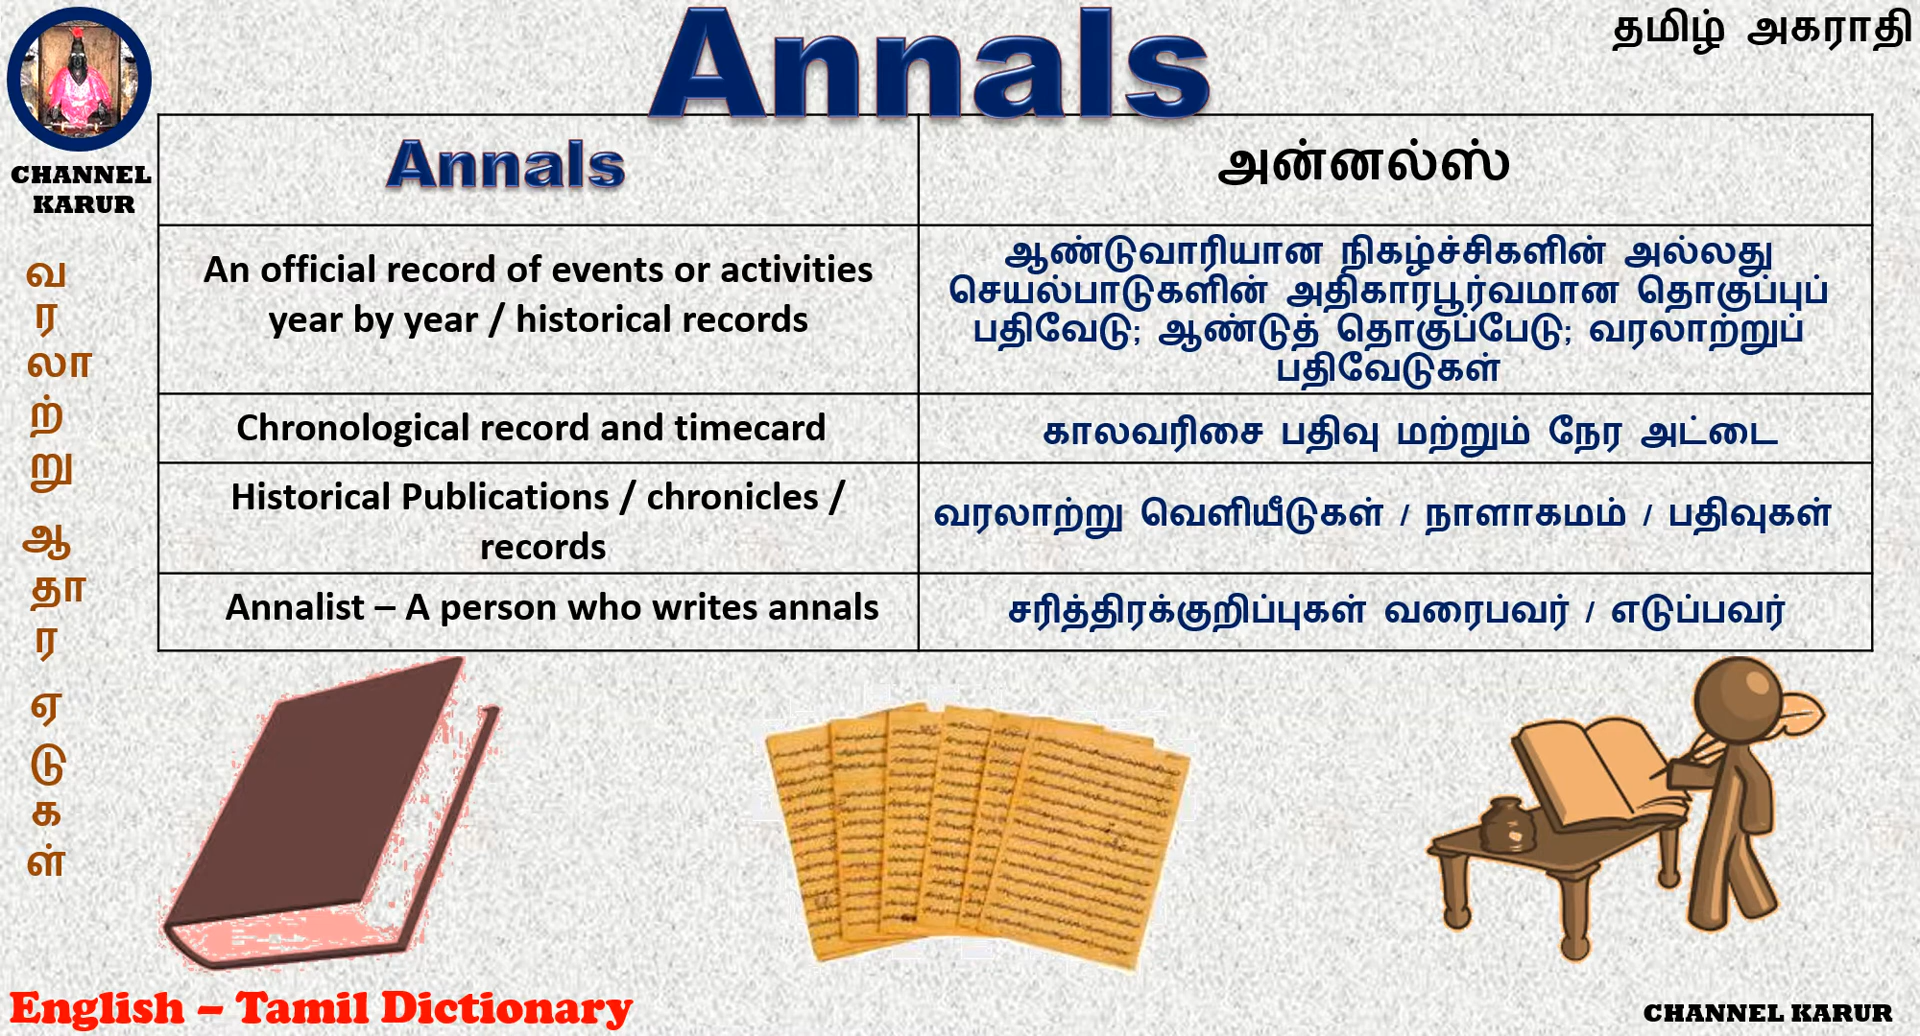 Annals
தமிழ் அகராதி
CHANNEL
KARUR
Annals
அன்னல்ஸ்
An official record of events or activities
year by year / historical records
ஆண்டுவாரியான நிகழ்ச்சிகளின் அல்லது
செயல்பாடுகளின் அதிகாரபூர்வமான தொகுப்புப்
பதிவேடு; ஆண்டுத் தொகுப்பேடு; வரலாற்றுப்
பதிவேடுகள்
Chronological record and timecard
காலவரிசை பதிவு மற்றும் நேர அட்டை
Historical Publications / chronicles /
records
வரலாற்று வெளியீடுகள் / நாளாகமம் / பதிவுகள்
Annalist – A person who writes annals
சரித்திரக்குறிப்புகள் வரைபவர் / எடுப்பவர்
வ
ர
லா
ற்
று
ஆ
தா
ர
ஏ
டு
க
ள்
English – Tamil Dictionary
CHANNEL KARUR